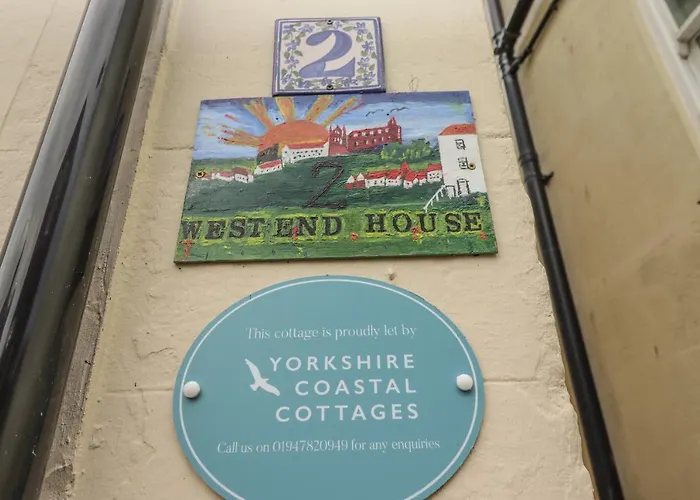 2
2
WEST END HOUSE
This cottage is proudly let by
YORKSHIRE
COASTAL
COTTAGES
Call us on 01947820949 for any enquiries